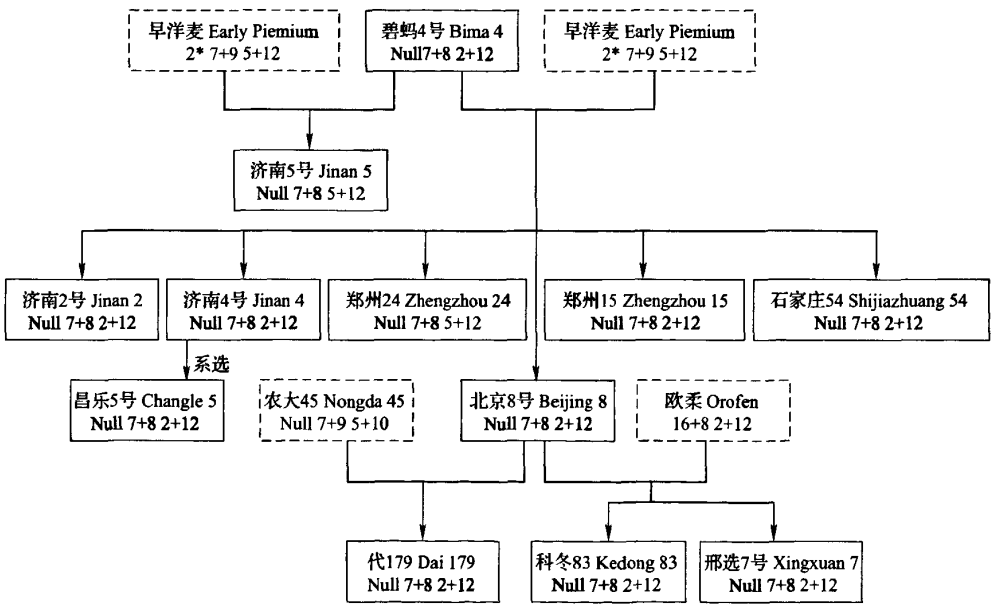 早洋麦 Early Piemium
2* 7+9 5+12
碧蚂4号 Bima 4
Null7+8 2+12
早洋麦 Early Piemium
2* 7+9 5+12
济南5号 Jinan 5
Null 7+8 5+12
济南2号 Jinan 2
Null 7+8 2+12
济南4号 Jinan 4
Null 7+8 2+12
郑州24 Zhengzhou 24
Null 7+8 5+12
郑州15 Zhengzhou 15
Null 7+8 2+12
石家庄54 Shijiazhuang 54
Null 7+8 2+12
系选
昌乐5号 Changle 5
Null 7+8 2+12
农大45 Nongda 45
Null 7+9 5+10
北京8号 Beijing 8
Null 7+8 2+12
欧柔 Orofen
16+8 2+12
代179 Dai 179
Null 7+8 2+12
科冬83 Kedong 83
Null 7+8 2+12
邢选7号 Xingxuan 7
Null 7+8 2+12